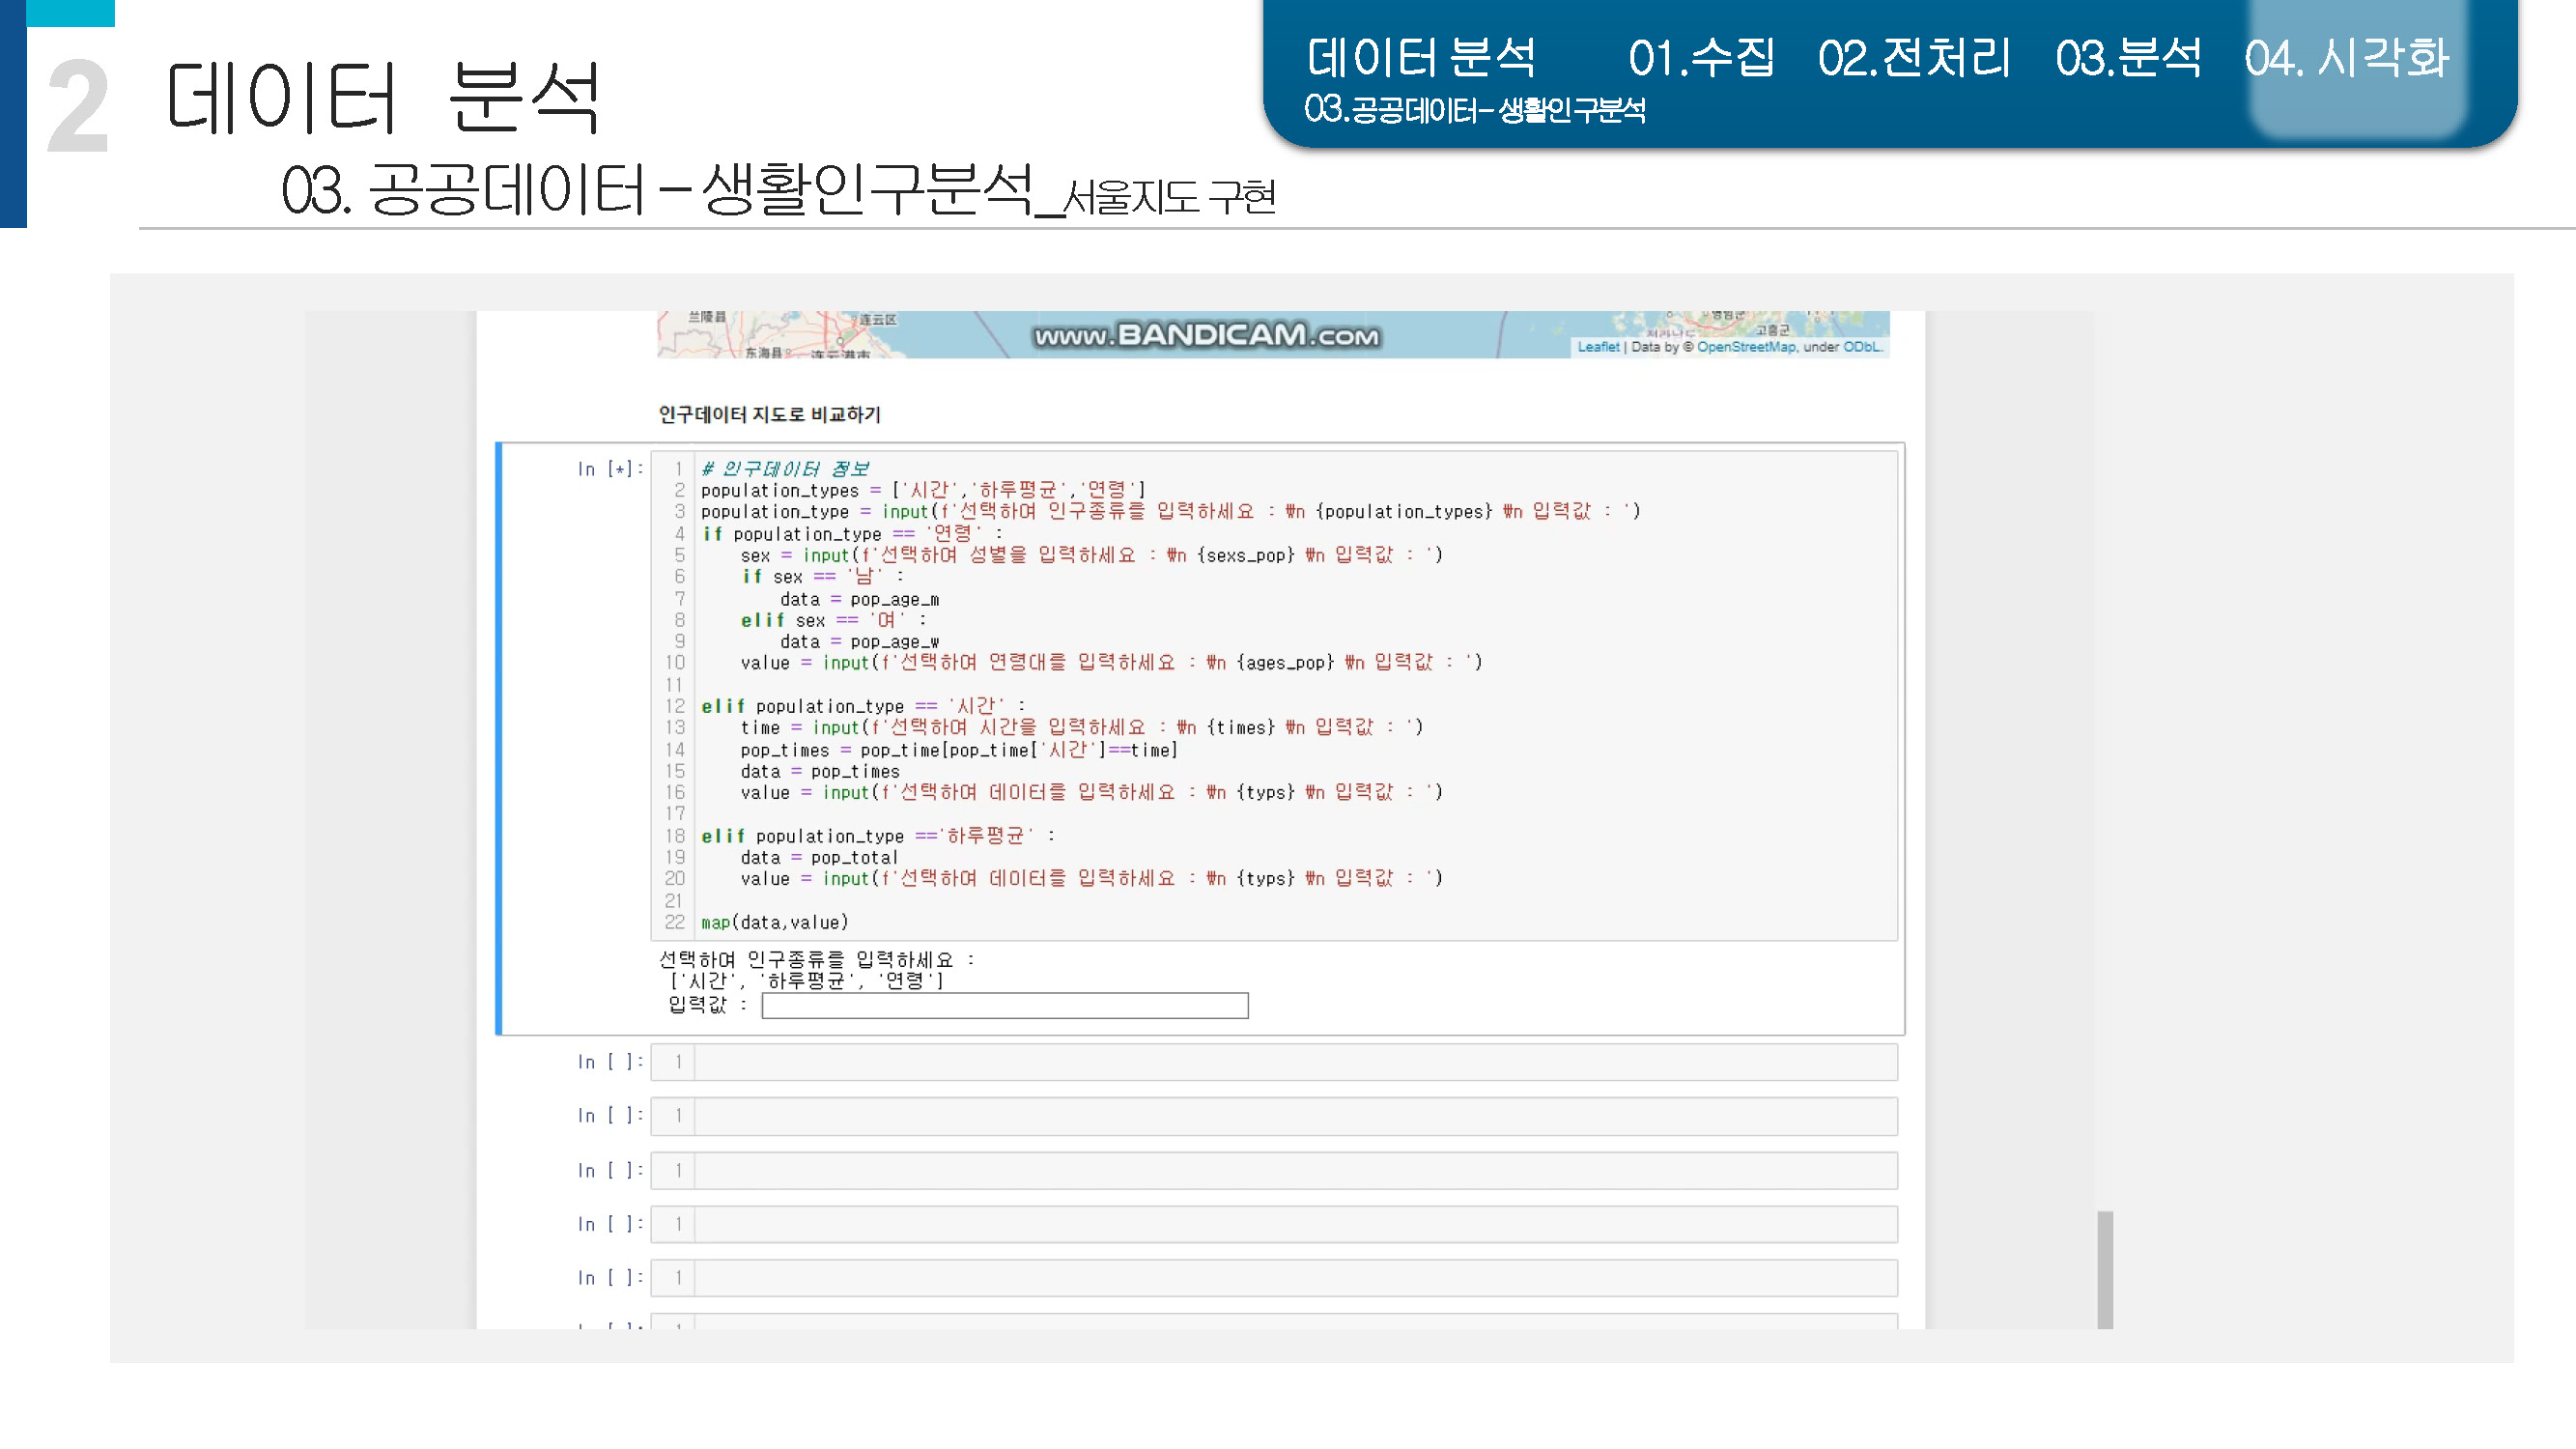 2
데이터 분석
03. 공공데이터 – 생활인구분석_서울지도 구현
데이터 분석 01.수집 02.전처리 03.분석 04. 시각화
03.공공데이터- 생활인구분석
兰陵县
连云区
东海县
连云港市
www.BANDICAM.com
고흥군
Leaflet | Data by © OpenStreetMap, under ODbL.
인구데이터 지도로 비교하기
In [*]:
1 # 인구데이터 정보
2 population_types = ['시간','하루평균','연령']
3 population_type = input(f'선택하여 인구종류를 입력하세요 : ₩n {population_types} ₩n 입력값 : ')
4 if population_type == '연령' :
5     sex = input(f'선택하여 성별을 입력하세요 : ₩n {sexs_pop} ₩n 입력값 : ')
6     if sex == '남' :
7         data = pop_age_m
8     elif sex == '여' :
9         data = pop_age_w
10     value = input(f'선택하여 연령대를 입력하세요 : ₩n {ages_pop} ₩n 입력값 : ')
11
12 elif population_type == '시간' :
13     time = input(f'선택하여 시간을 입력하세요 : ₩n {times} ₩n 입력값 : ')
14     pop_times = pop_time[pop_time['시간']==time]
15     data = pop_times
16     value = input(f'선택하여 데이터를 입력하세요 : ₩n {typs} ₩n 입력값 : ')
17
18 elif population_type =='하루평균' :
19     data = pop_total
20     value = input(f'선택하여 데이터를 입력하세요 : ₩n {typs} ₩n 입력값 : ')
21
22 map(data,value)
선택하여 인구종류를 입력하세요 :
['시간', '하루평균', '연령']
입력값 :
In [ ]: 1
In [ ]: 1
In [ ]: 1
In [ ]: 1
In [ ]: 1